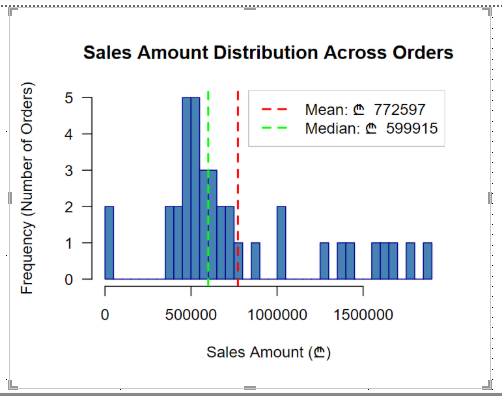 Sales Amount Distribution Across Orders
Mean: ₾ 772597
Median: ₾ 599915
Frequency (Number of Orders)
5
4
3
2
1
0
0 500000 1000000 1500000
Sales Amount (₾)